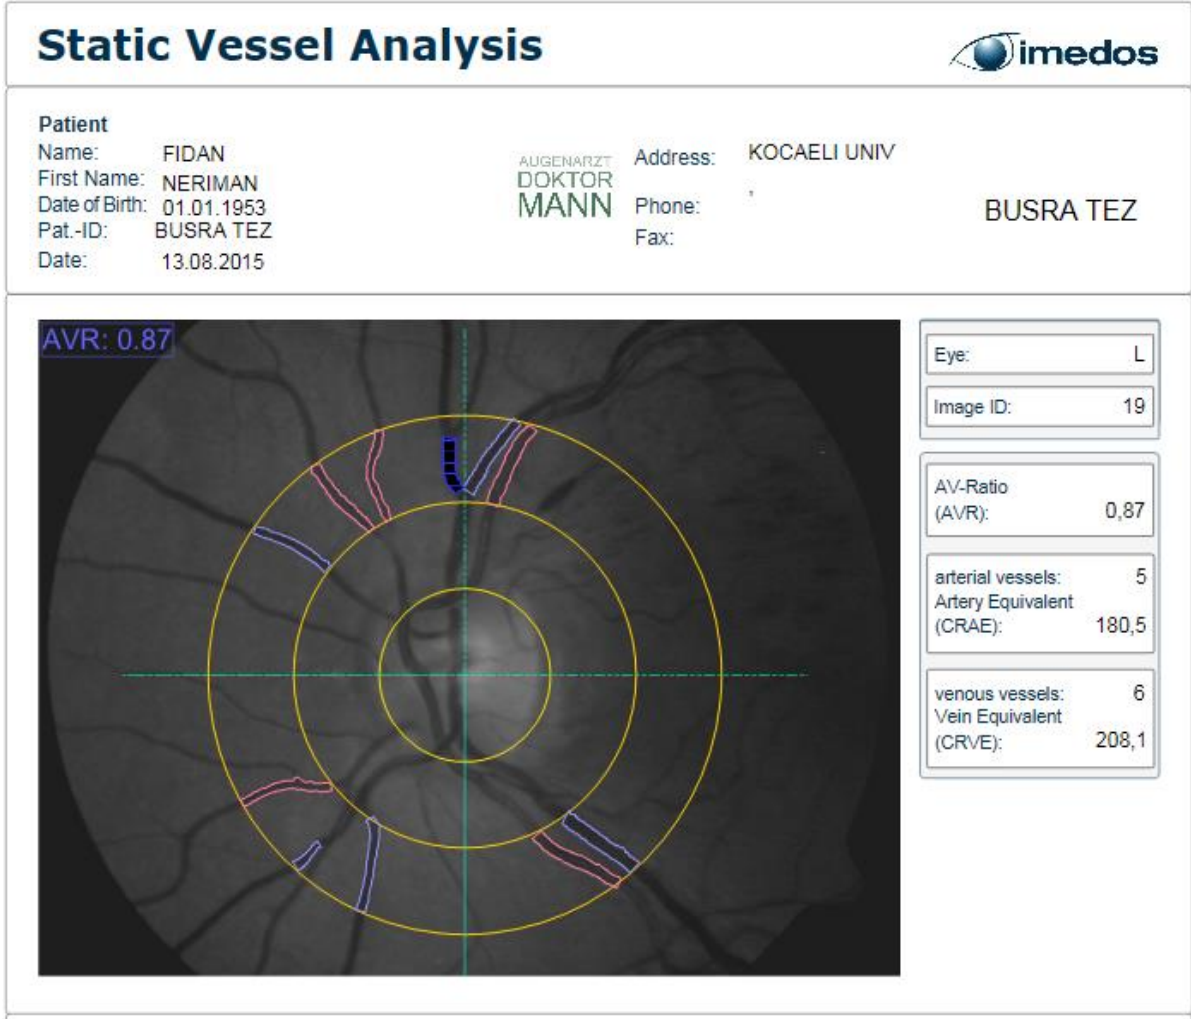 Static Vessel Analysis
imedos
Patient
Name: FIDAN
First Name: NERIMAN
Date of Birth: 01.01.1953
Pat.-ID: BUSRA TEZ
Date: 13.08.2015
AUGENARZT
DOKTOR
MANN
Address: KOCAELI UNIV
Phone: ,
Fax:
BUSRA TEZ
AVR: 0.87
Eye: L
Image ID: 19
AV-Ratio
(AVR): 0,87
arterial vessels: 5
Artery Equivalent
(CRAE): 180,5
venous vessels: 6
Vein Equivalent
(CRVE): 208,1